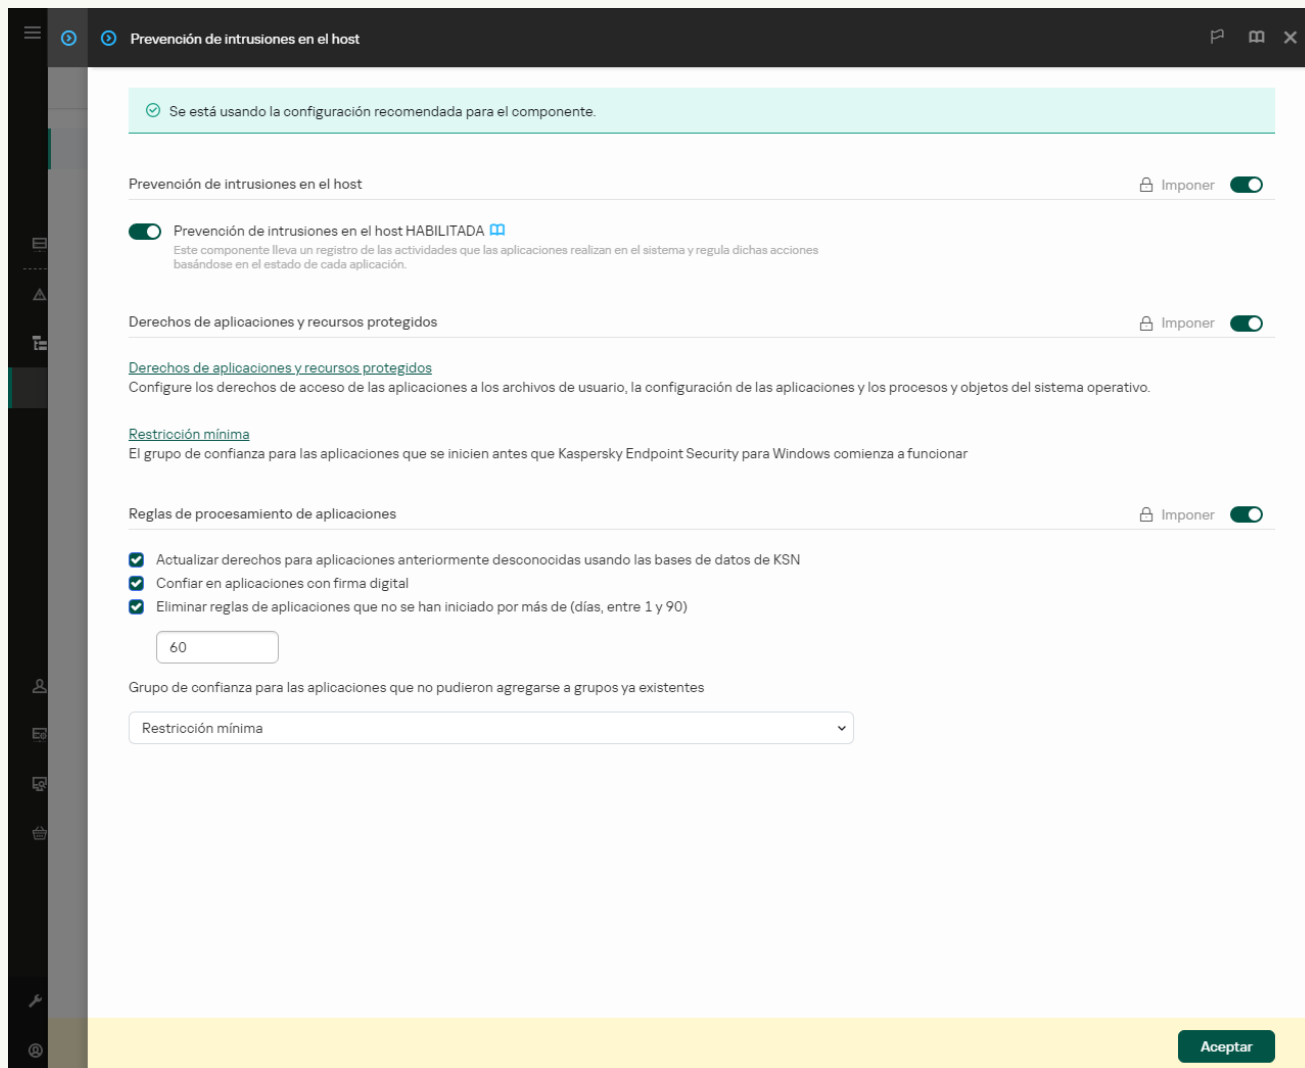 Prevención de intrusiones en el host
Se está usando la configuración recomendada para el componente.
Prevención de intrusiones en el host
Imponer
Prevención de intrusiones en el host HABILITADA
Este componente lleva un registro de las actividades que las aplicaciones realizan en el sistema y regula dichas acciones
basándose en el estado de cada aplicación.
Derechos de aplicaciones y recursos protegidos
Imponer
Derechos de aplicaciones y recursos protegidos
Configure los derechos de acceso de las aplicaciones a los archivos de usuario, la configuración de las aplicaciones y los procesos y objetos del sistema operativo.
Restricción mínima
El grupo de confianza para las aplicaciones que se inicien antes que Kaspersky Endpoint Security para Windows comienza a funcionar
Reglas de procesamiento de aplicaciones
Imponer
Actualizar derechos para aplicaciones anteriormente desconocidas usando las bases de datos de KSN
Confiar en aplicaciones con firma digital
Eliminar reglas de aplicaciones que no se han iniciado por más de (días, entre 1 y 90)
60
Grupo de confianza para las aplicaciones que no pudieron agregarse a grupos ya existentes
Restricción mínima
Aceptar